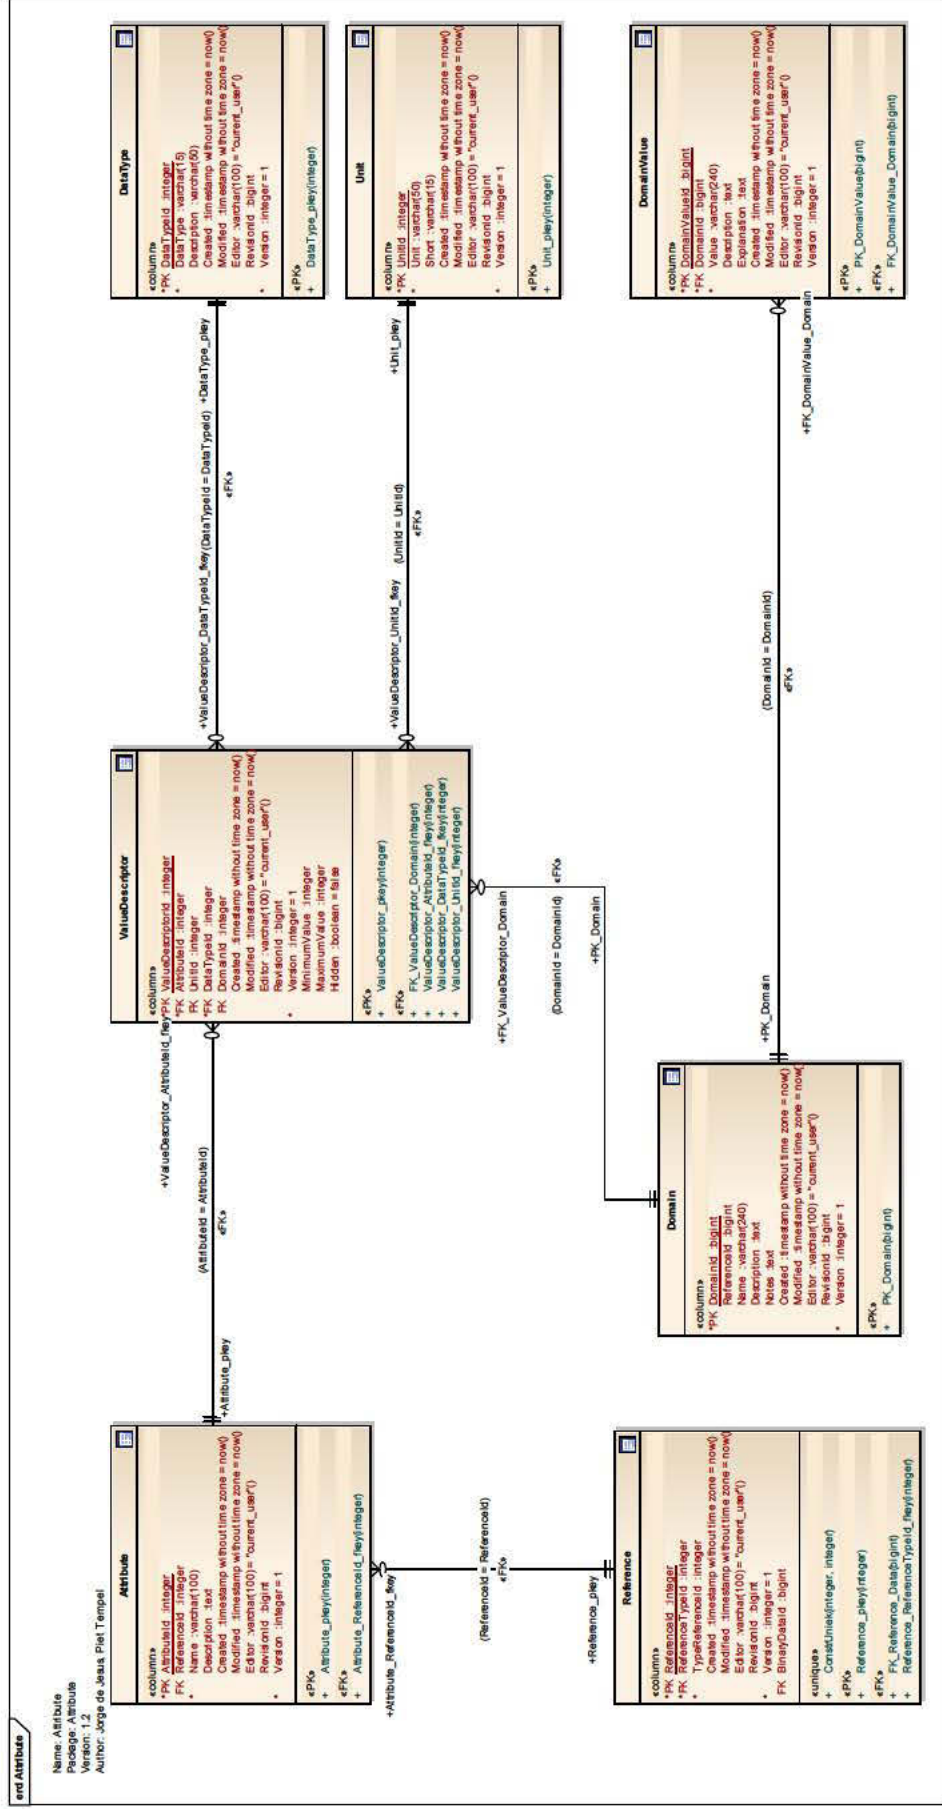 erd Attribute
Name: Attribute
Package: Attribute
Version: 1.2
Author: Jorge de Jesus, Piet Tempel
Attribute
«column»
*PK AttributeId :integer
FK ReferenceId :integer
* Name :varchar(100)
Description :text
Created :timestamp without time zone = now()
Modified :timestamp without time zone = now()
Editor :varchar(100) = "current_user"()
RevisionId :bigint
* Version :integer = 1
«PK»
+ Attribute_pkey(integer)
«FK»
+ Attribute_ReferenceId_fkey(integer)
+Attribute_pkey
(AttributeId = AttributeId)
«FK»
+ValueDescriptor_AttributeId_fkey
ValueDescriptor
«column»
*PK ValueDescriptorId :integer
*FK AttributeId :integer
FK UnitId :integer
*FK DataTypeId :integer
FK DomainId :integer
Created :timestamp without time zone = now()
Modified :timestamp without time zone = now()
Editor :varchar(100) = "current_user"()
RevisionId :bigint
* Version :integer = 1
MinimumValue :integer
MaximumValue :integer
Hidden :boolean = false
«PK»
+ ValueDescriptor_pkey(integer)
«FK»
+ FK_ValueDescriptor_Domain(integer)
+ ValueDescriptor_AttributeId_fkey(integer)
+ ValueDescriptor_DataTypeId_fkey(integer)
+ ValueDescriptor_UnitId_fkey(integer)
+ValueDescriptor_DataTypeId_fkey
(DataTypeId = DataTypeId)
+DataType_pkey
«FK»
DataType
«column»
*PK DataTypeId :integer
* DataType :varchar(15)
Description :varchar(50)
Created :timestamp without time zone = now()
Modified :timestamp without time zone = now()
Editor :varchar(100) = "current_user"()
RevisionId :bigint
* Version :integer = 1
«PK»
+ DataType_pkey(integer)
+ValueDescriptor_UnitId_fkey
(UnitId = UnitId)
«FK»
+Unit_pkey
Unit
«column»
*PK UnitId :integer
* Unit :varchar(50)
Short :varchar(15)
Created :timestamp without time zone = now()
Modified :timestamp without time zone = now()
Editor :varchar(100) = "current_user"()
RevisionId :bigint
* Version :integer = 1
«PK»
+ Unit_pkey(integer)
+Attribute_ReferenceId_fkey
(ReferenceId = ReferenceId)
«FK»
+Reference_pkey
Reference
«column»
*PK ReferenceId :integer
*FK ReferenceTypeId :integer
* TypeReferenceId :integer
Created :timestamp without time zone = now()
Modified :timestamp without time zone = now()
Editor :varchar(100) = "current_user"()
RevisionId :bigint
* Version :integer = 1
FK BinaryDataId :bigint
«unique»
+ ConstUniek(integer, integer)
«PK»
+ Reference_pkey(integer)
«FK»
+ FK_Reference_Data(bigint)
+ Reference_ReferenceTypeId_fkey(integer)
+FK_ValueDescriptor_Domain
(DomainId = DomainId)
«FK»
+PK_Domain
Domain
«column»
*PK DomainId :bigint
ReferenceId :bigint
Name :varchar(240)
Description :text
Notes :text
Created :timestamp without time zone = now()
Modified :timestamp without time zone = now()
Editor :varchar(100) = "current_user"()
RevisionId :bigint
* Version :integer = 1
«PK»
+ PK_Domain(bigint)
+PK_Domain
(DomainId = DomainId)
«FK»
+FK_DomainValue_Domain
DomainValue
«column»
*PK DomainValueId :bigint
*FK DomainId :bigint
* Value :varchar(240)
Description :text
Explanation :text
Created :timestamp without time zone = now()
Modified :timestamp without time zone = now()
Editor :varchar(100) = "current_user"()
RevisionId :bigint
* Version :integer = 1
«PK»
+ PK_DomainValue(bigint)
«FK»
+ FK_DomainValue_Domain(bigint)